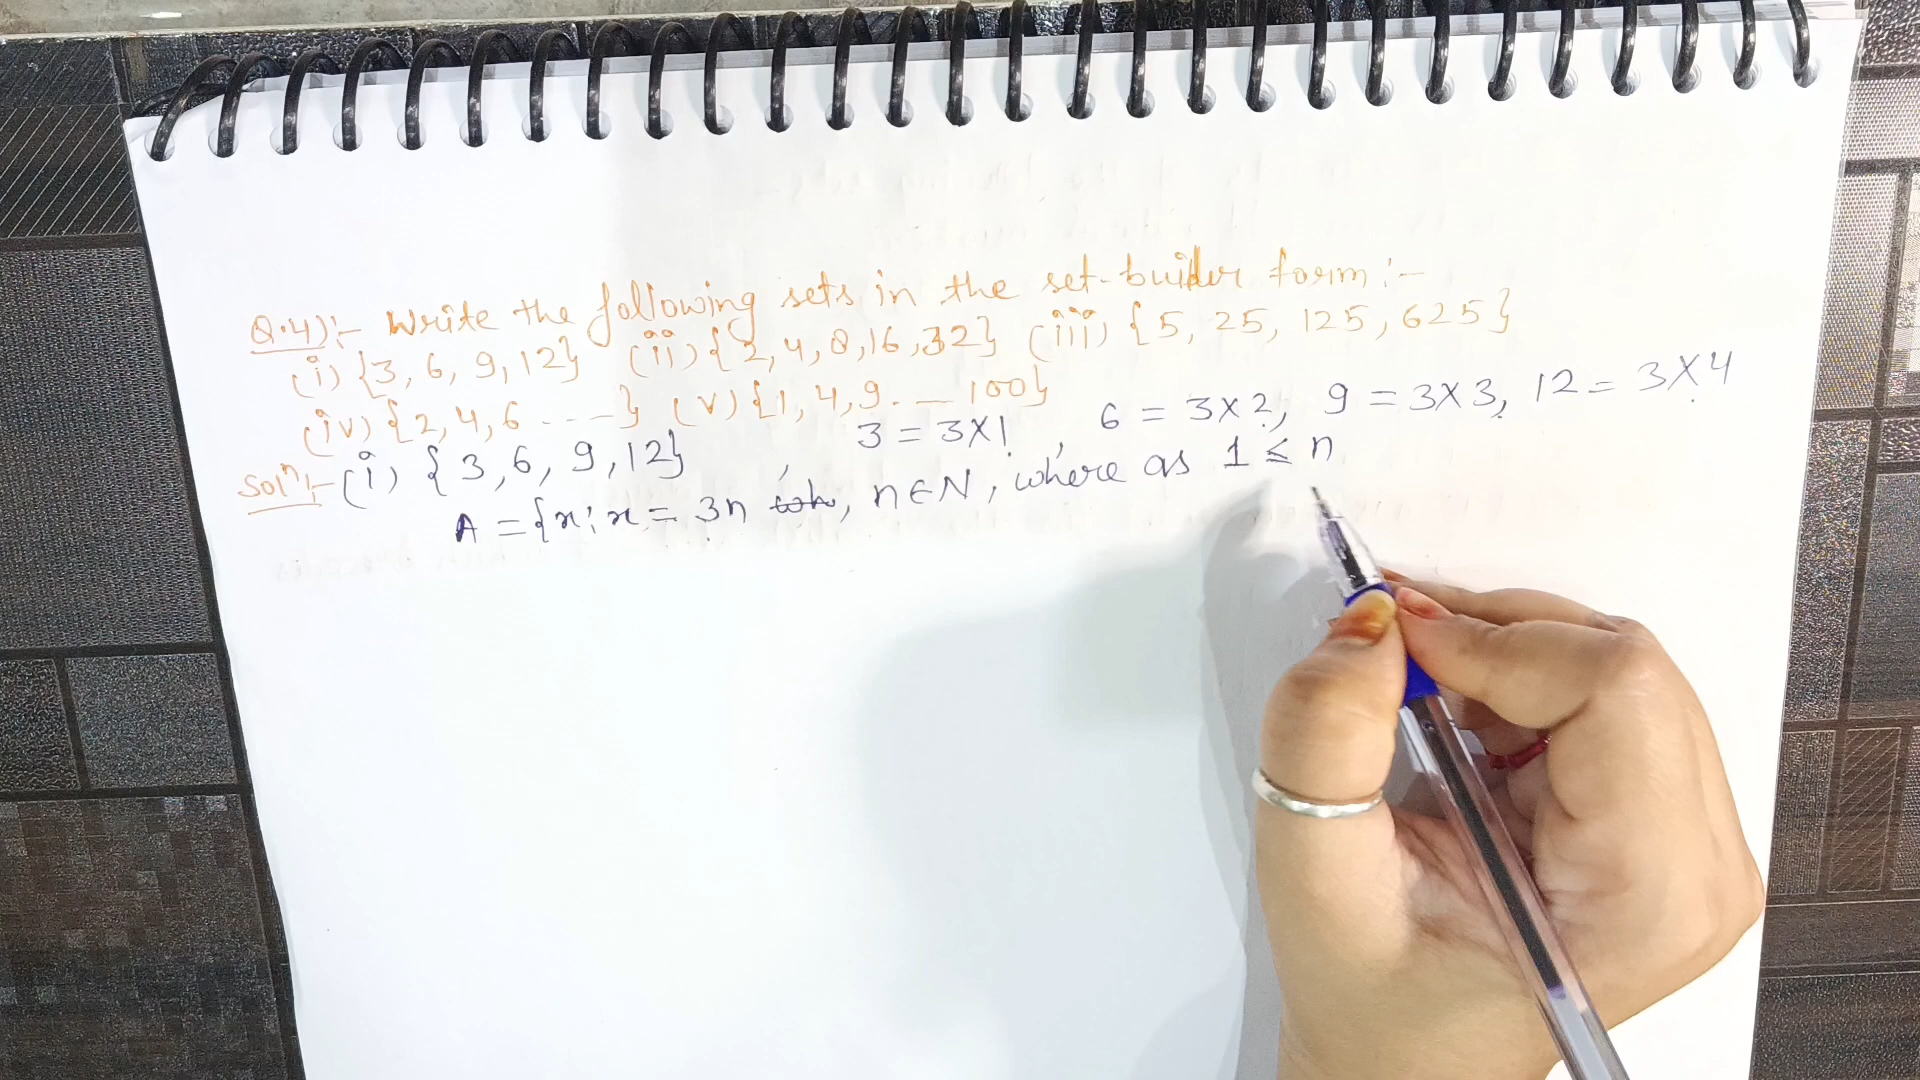 Q.4):- Write the following sets in the set-builder form:-
(i) {3, 6, 9, 12} (ii) {2, 4, 8, 16, 32} (iii) {5, 25, 125, 625}
(iv) {2, 4, 6 ---} (v) {1, 4, 9 .-- 100}
Solⁿ:- (i) {3, 6, 9, 12} , 3 = 3×1 , 6 = 3×2, 9 = 3×3, 12 = 3×4
A = {x : x = 3n , n∈N, where as 1 ≤ n